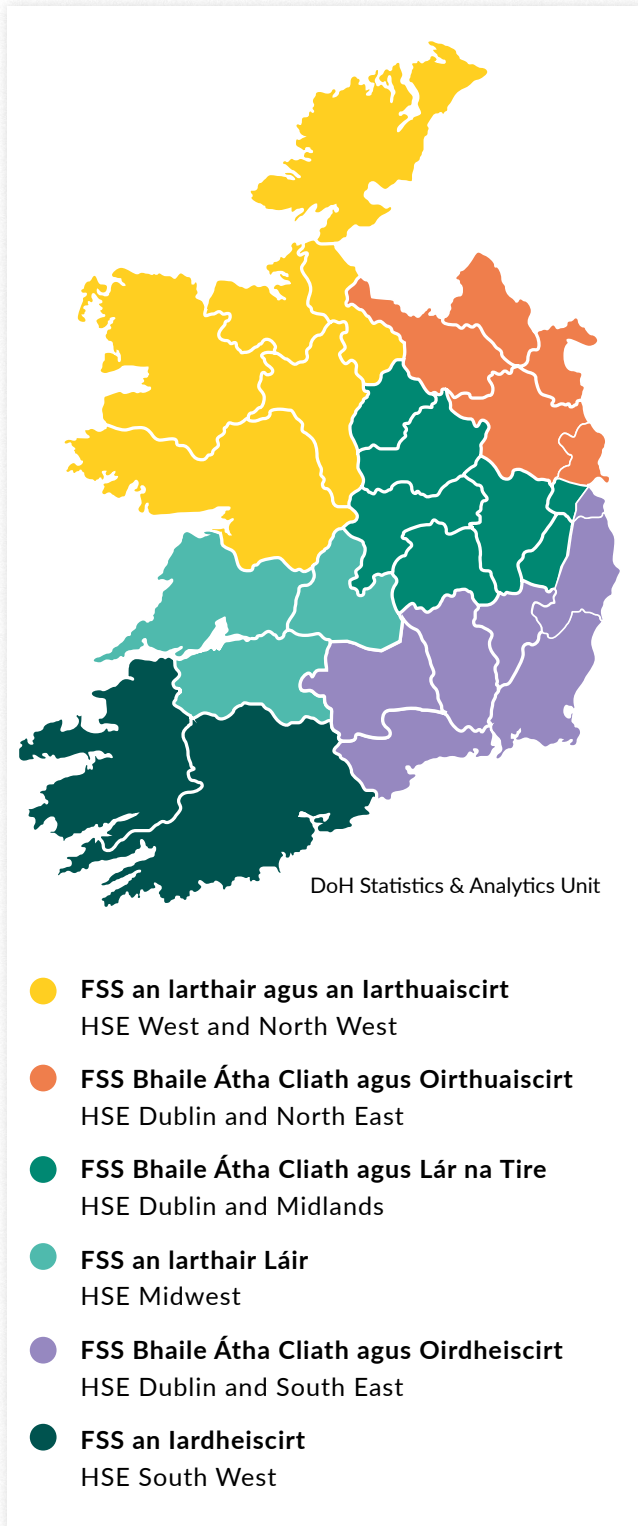 DoH Statistics & Analytics Unit
FSS an Iarthair agus an Iarthuaiscirt
HSE West and North West
FSS Bhaile Átha Cliath agus Oirthuaiscirt
HSE Dublin and North East
FSS Bhaile Átha Cliath agus Lár na Tire
HSE Dublin and Midlands
FSS an Iarthair Láir
HSE Midwest
FSS Bhaile Átha Cliath agus Oirdheiscirt
HSE Dublin and South East
FSS an Iardheiscirt
HSE South West